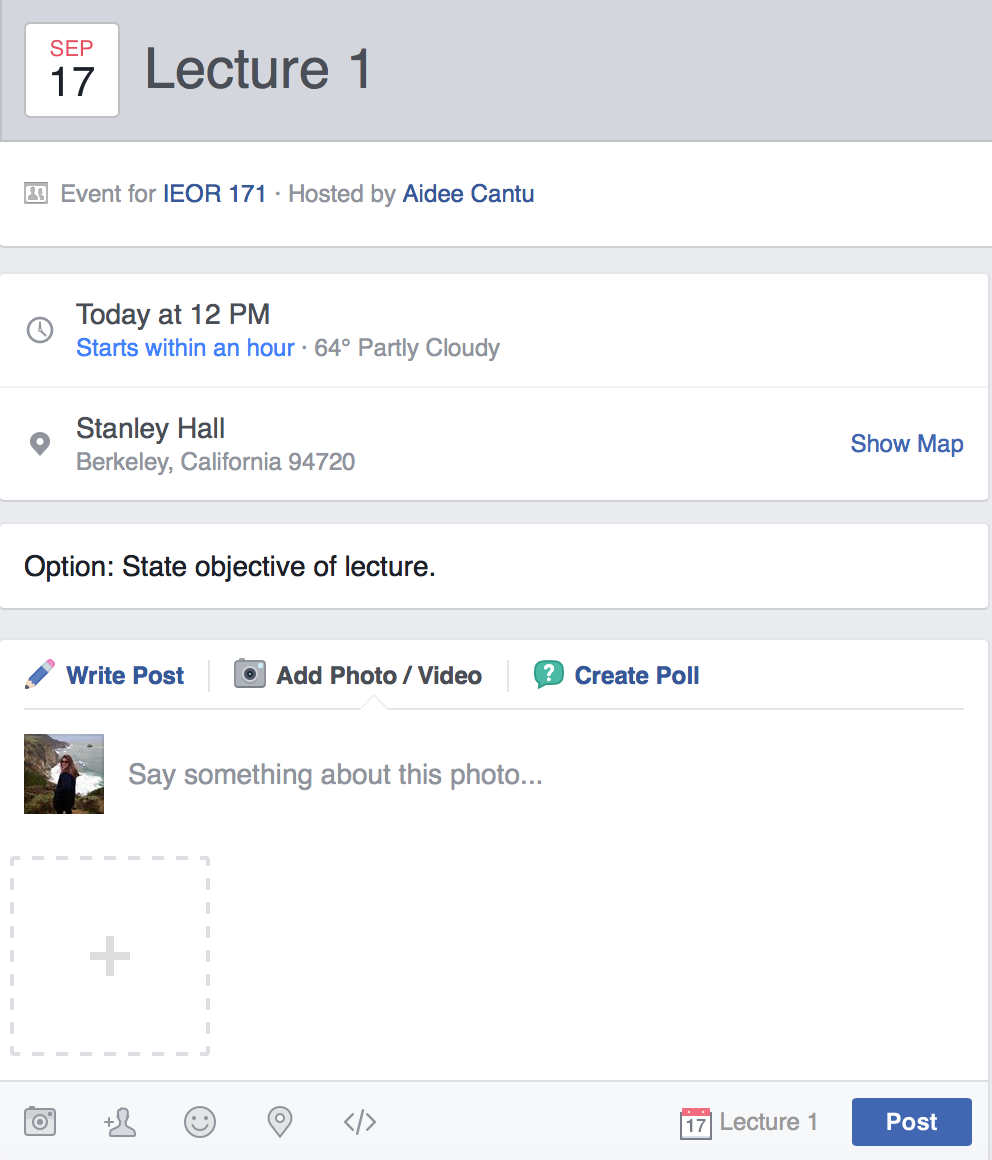 SEP
17
Lecture 1
Event for IEOR 171 · Hosted by Aidee Cantu
Today at 12 PM
Starts within an hour · 64° Partly Cloudy
Stanley Hall
Berkeley, California 94720
Show Map
Option: State objective of lecture.
Write Post
Add Photo / Video
Create Poll
Say something about this photo...
17 Lecture 1
Post